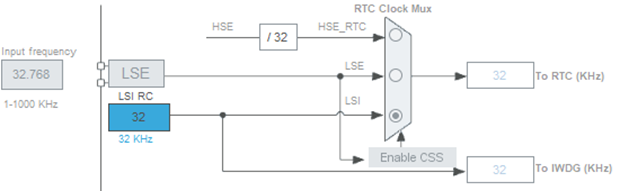 RTC Clock Mux
HSE
/ 32
HSE_RTC
Input frequency
32.768
LSE
LSE
32
To RTC (KHz)
1-1000 KHz
LSI RC
LSI
32
32 KHz
Enable CSS
32
To IWDG (KHz)